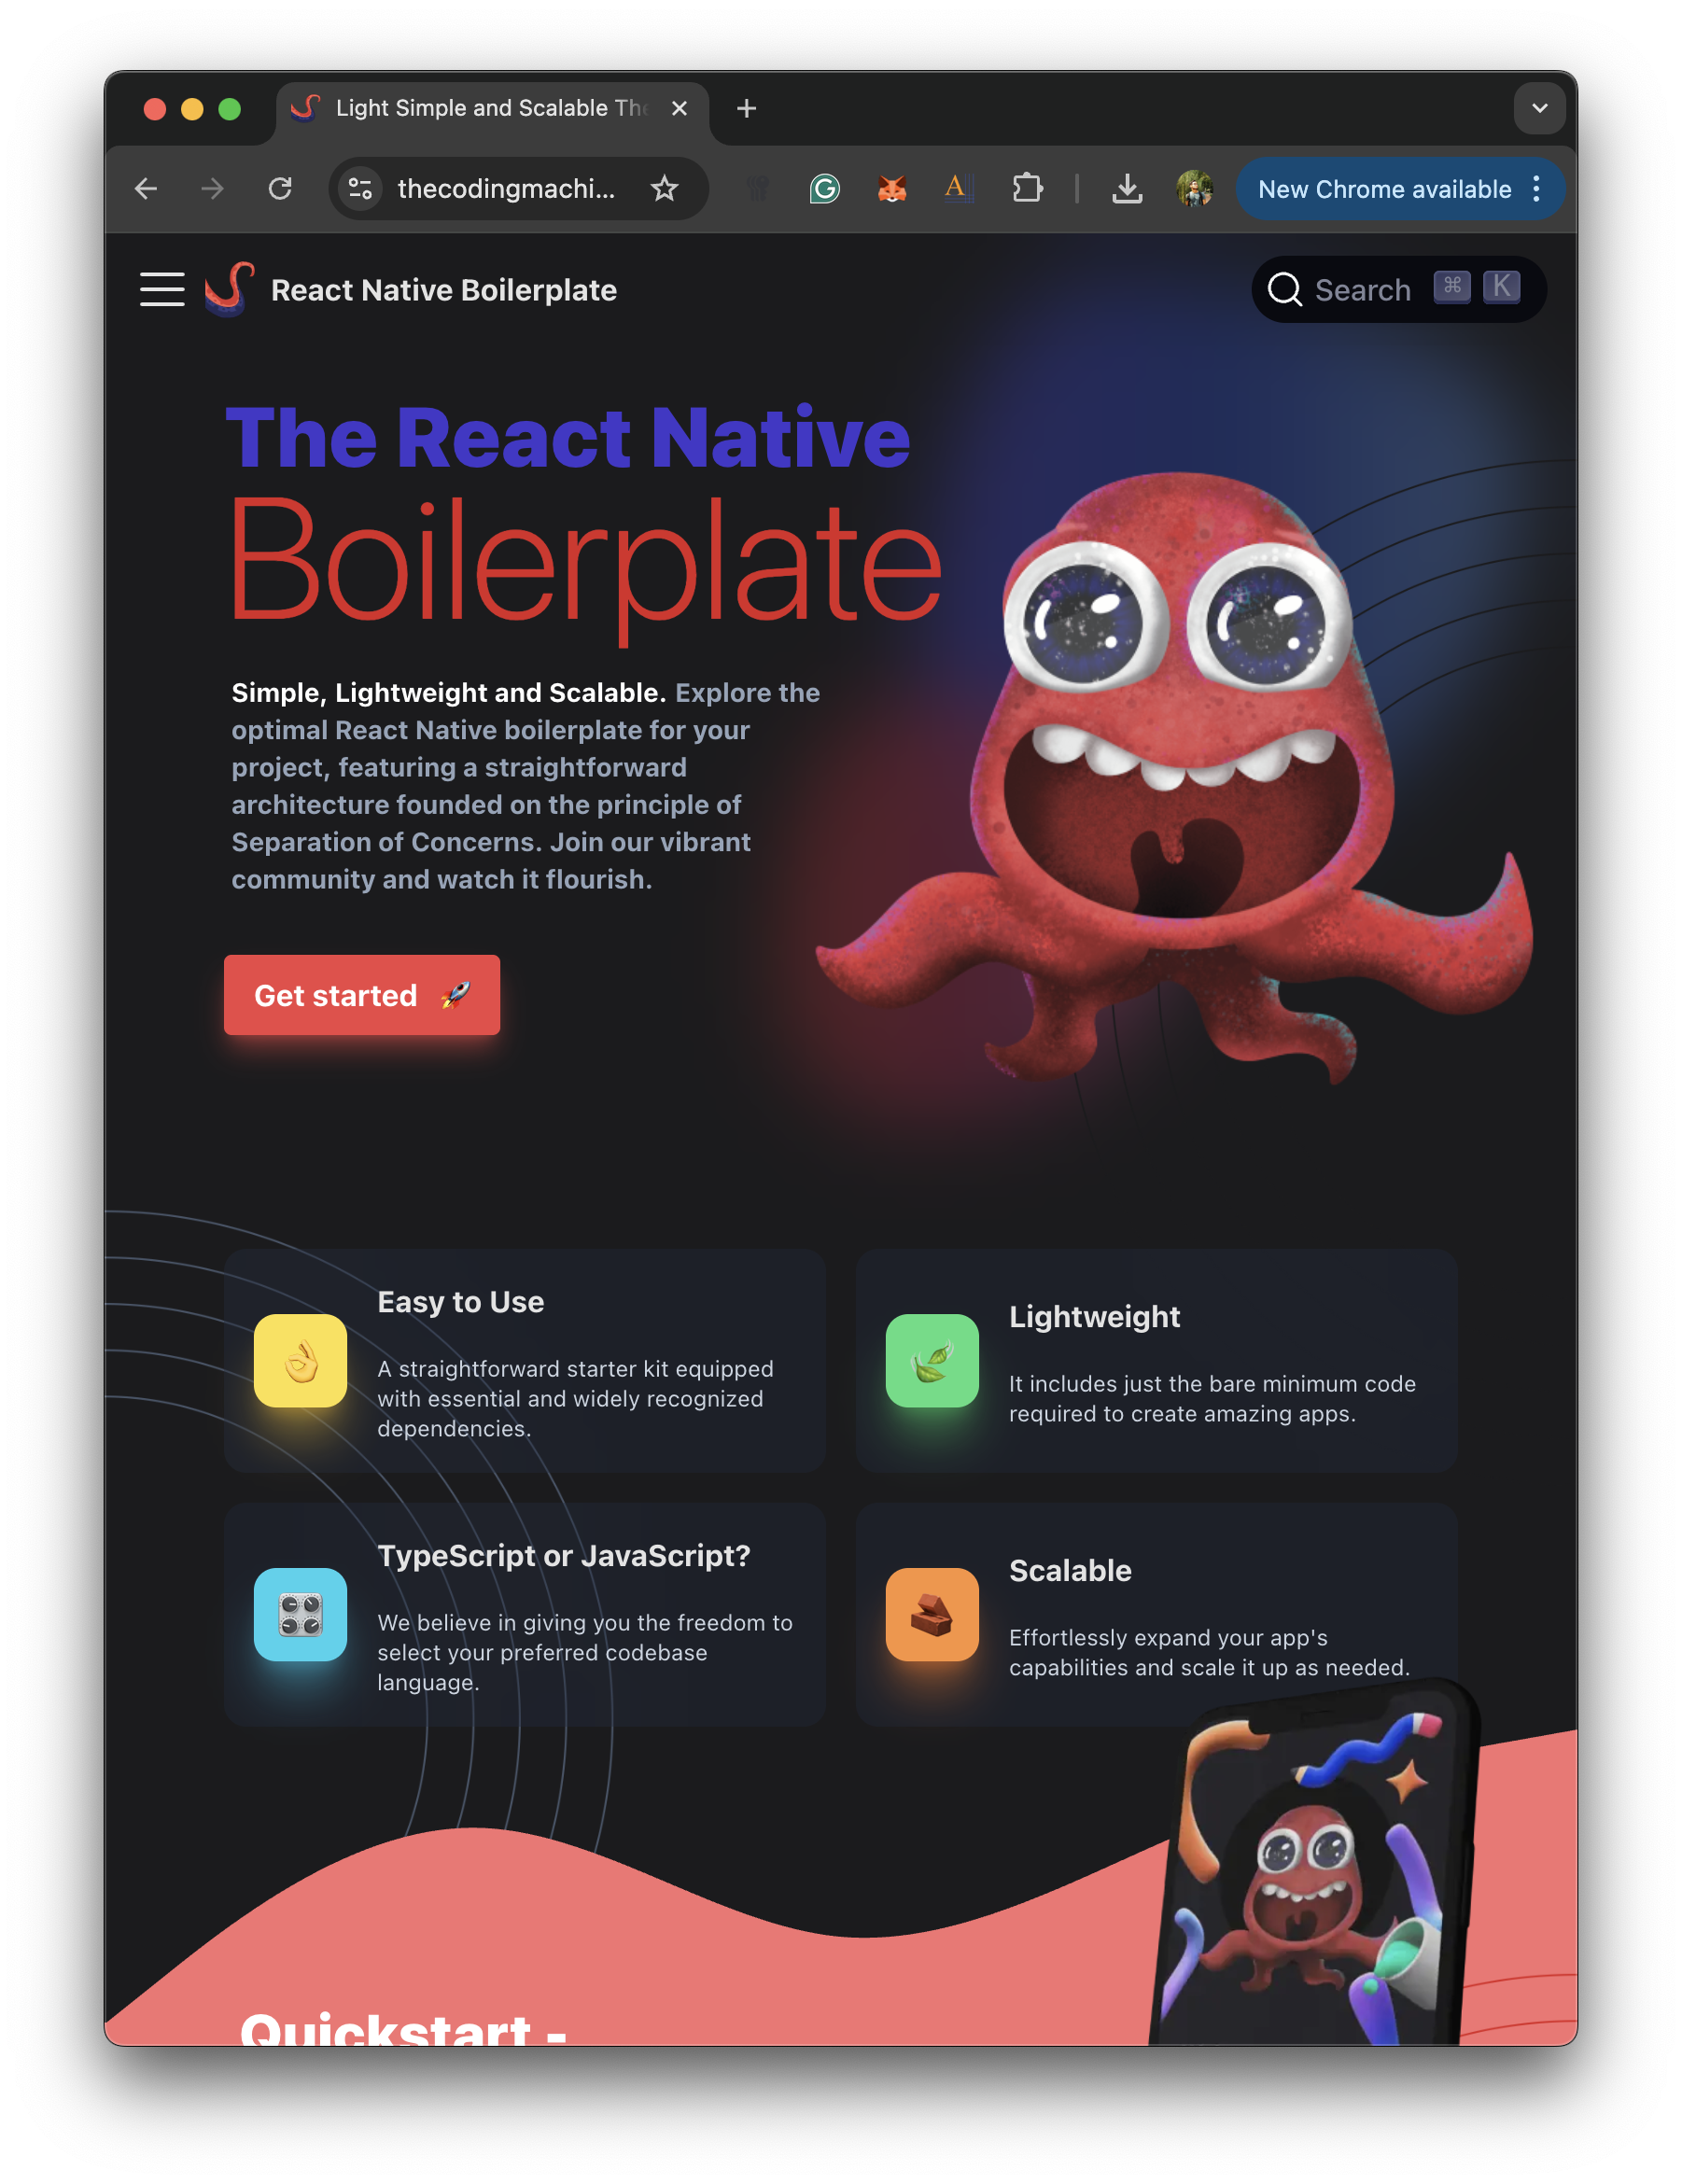 Light Simple and Scalable The
thecodingmachi...
New Chrome available
React Native Boilerplate
Search ⌘ K
The React Native
Boilerplate
Simple, Lightweight and Scalable. Explore the
optimal React Native boilerplate for your
project, featuring a straightforward
architecture founded on the principle of
Separation of Concerns. Join our vibrant
community and watch it flourish.
Get started 🚀
Easy to Use
A straightforward starter kit equipped
with essential and widely recognized
dependencies.
Lightweight
It includes just the bare minimum code
required to create amazing apps.
TypeScript or JavaScript?
We believe in giving you the freedom to
select your preferred codebase
language.
Scalable
Effortlessly expand your app's
capabilities and scale it up as needed.
Quickstart -